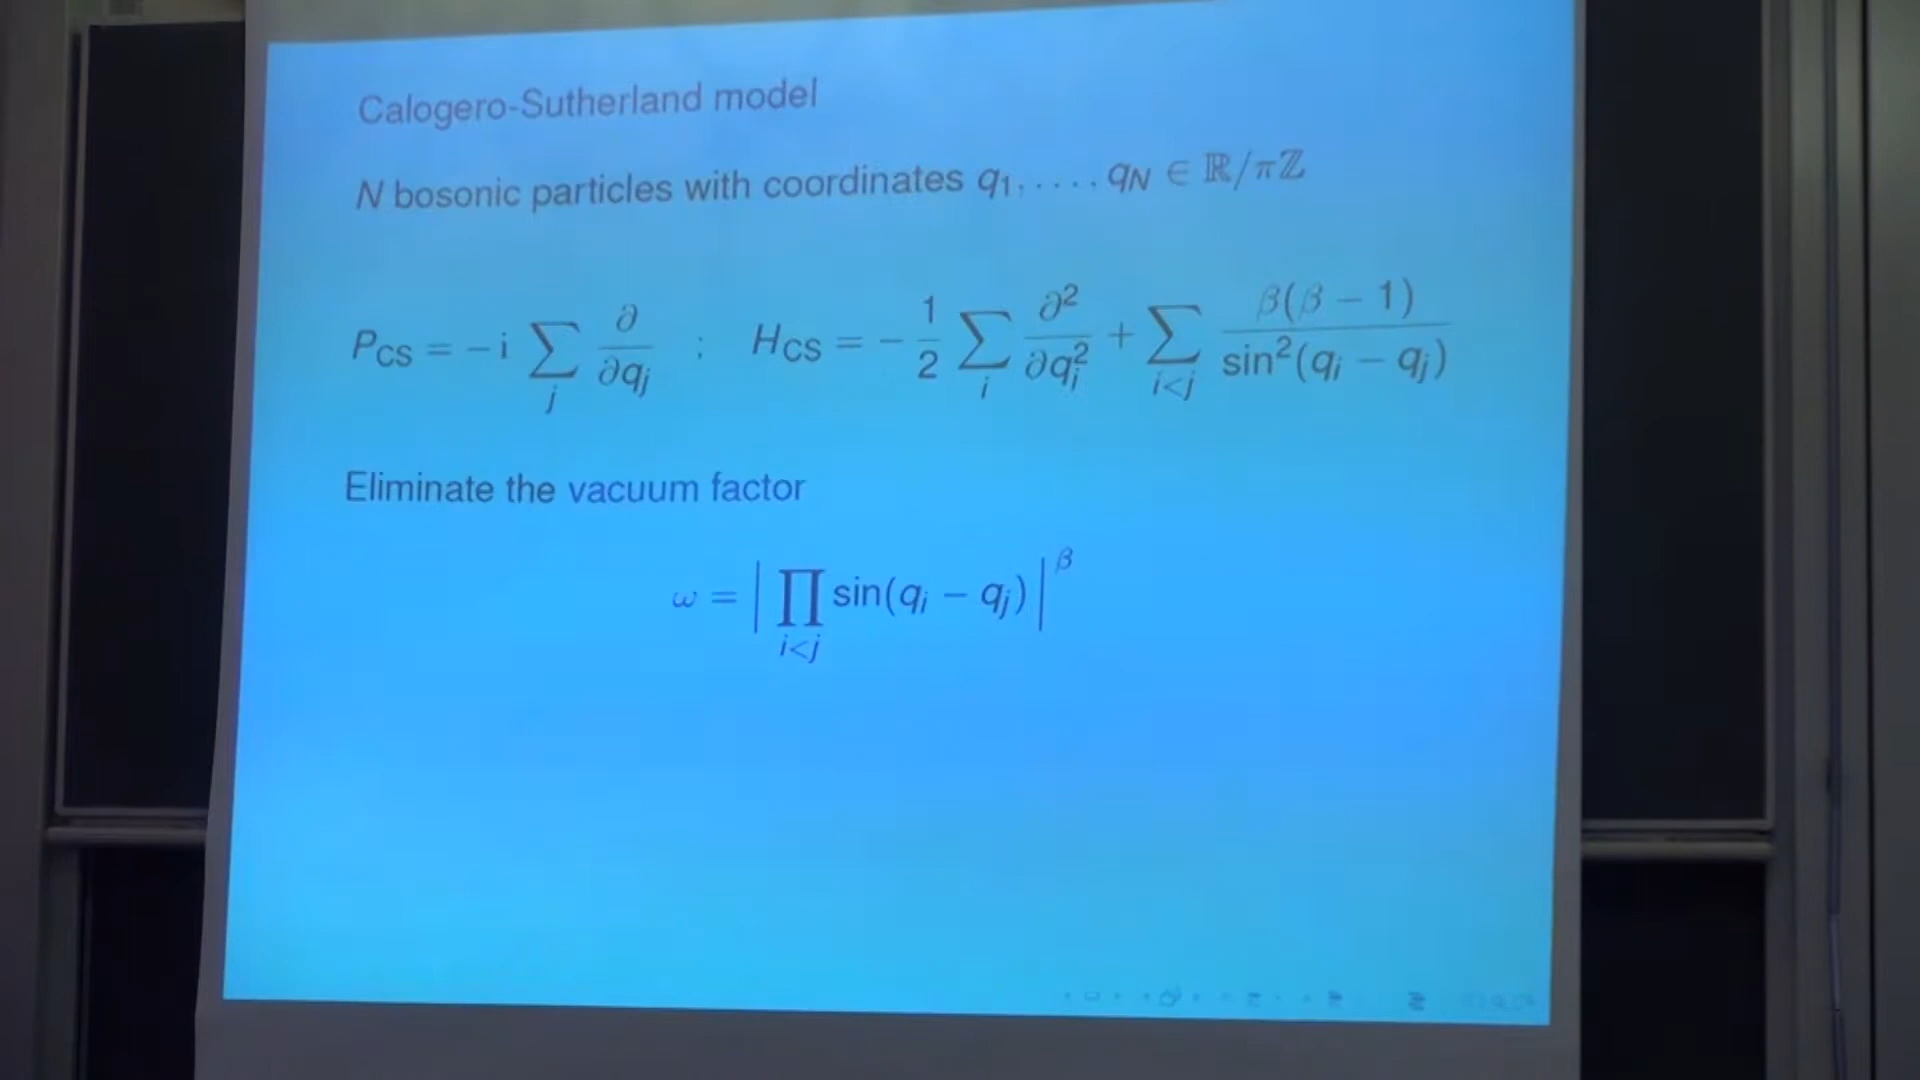 Calogero-Sutherland model
N bosonic particles with coordinates q₁, . . . . q_N ∈ ℝ/πℤ
P_CS = −i ∑_j ∂/∂q_j ; H_CS = −1/2 ∑_i ∂²/∂q_i² + ∑_{i<j} β(β − 1)/sin²(q_i − q_j)
Eliminate the vacuum factor
ω = |∏_{i<j} sin(q_i − q_j)|^β